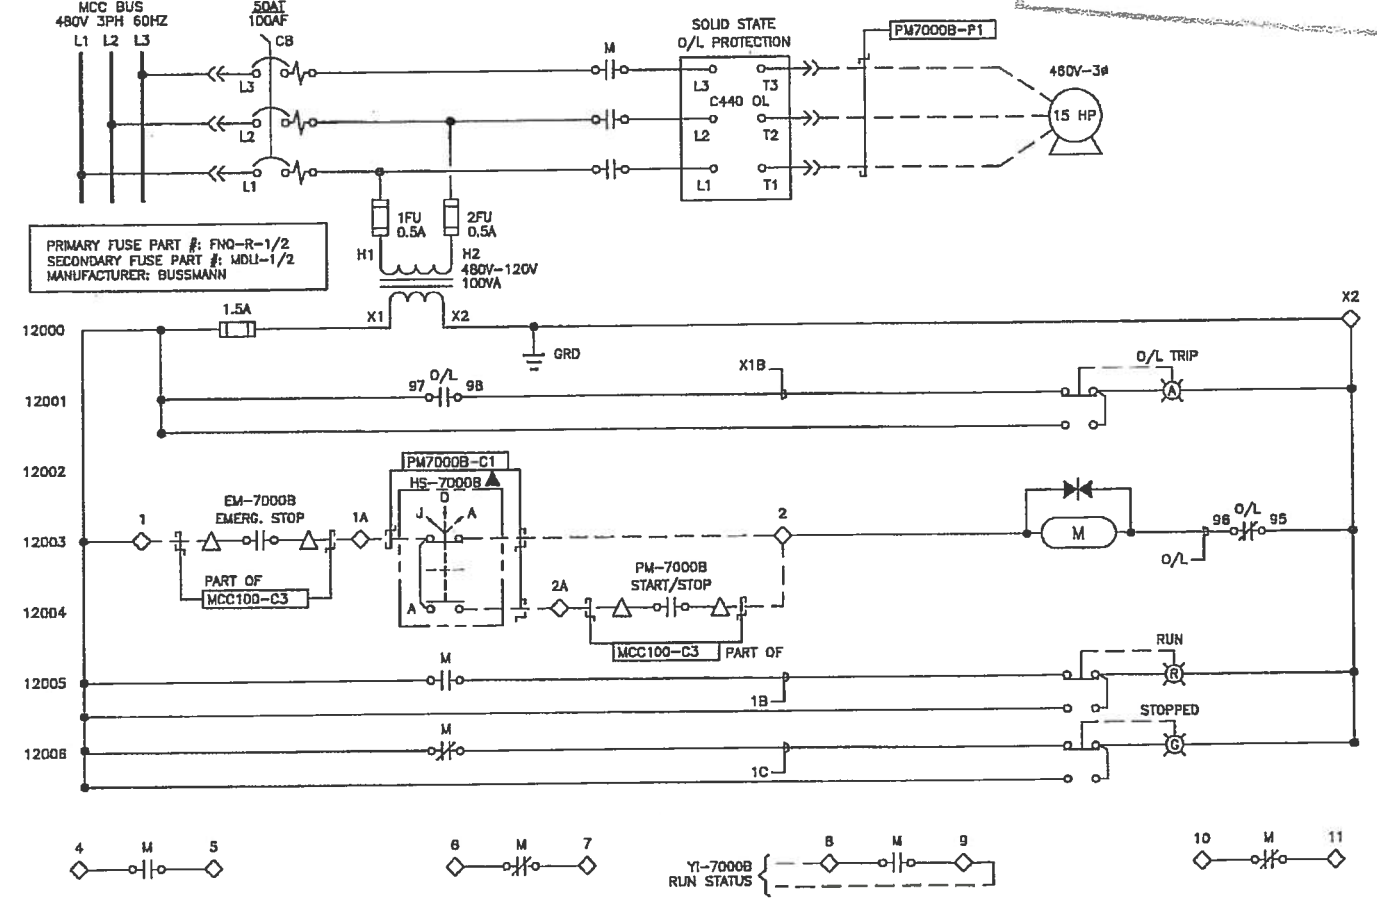 MCC BUS
480V 3PH 60HZ
L1 L2 L3
50AT
100AF
CB
M
SOLID STATE
O/L PROTECTION
PM7000B-P1
L3 L3 T3
C440 OL
L2 L2 T2
L1 L1 T1
460V-3ø
15 HP
PRIMARY FUSE PART #: FNQ-R-1/2
SECONDARY FUSE PART #: MDU-1/2
MANUFACTURER: BUSSMANN
1FU
0.5A
2FU
0.5A
H1 H2
480V-120V
100VA
1.5A
X1 X2
X2
12000
GRD
X1B
O/L TRIP
12001
97 O/L 98
A
12002
PM7000B-C1
HS-7000B
O
J A
EM-7000B
EMERG. STOP
12003
1 1A 2
M
96 O/L 95
O/L
PART OF
MCC100-C3
PM-7000B
START/STOP
12004
A
2A
MCC100-C3 PART OF
RUN
12005
M
1B
R
STOPPED
12006
M
1C
G
4 M 5
6 M 7
YI-7000B
RUN STATUS
8 M 9
10 M 11